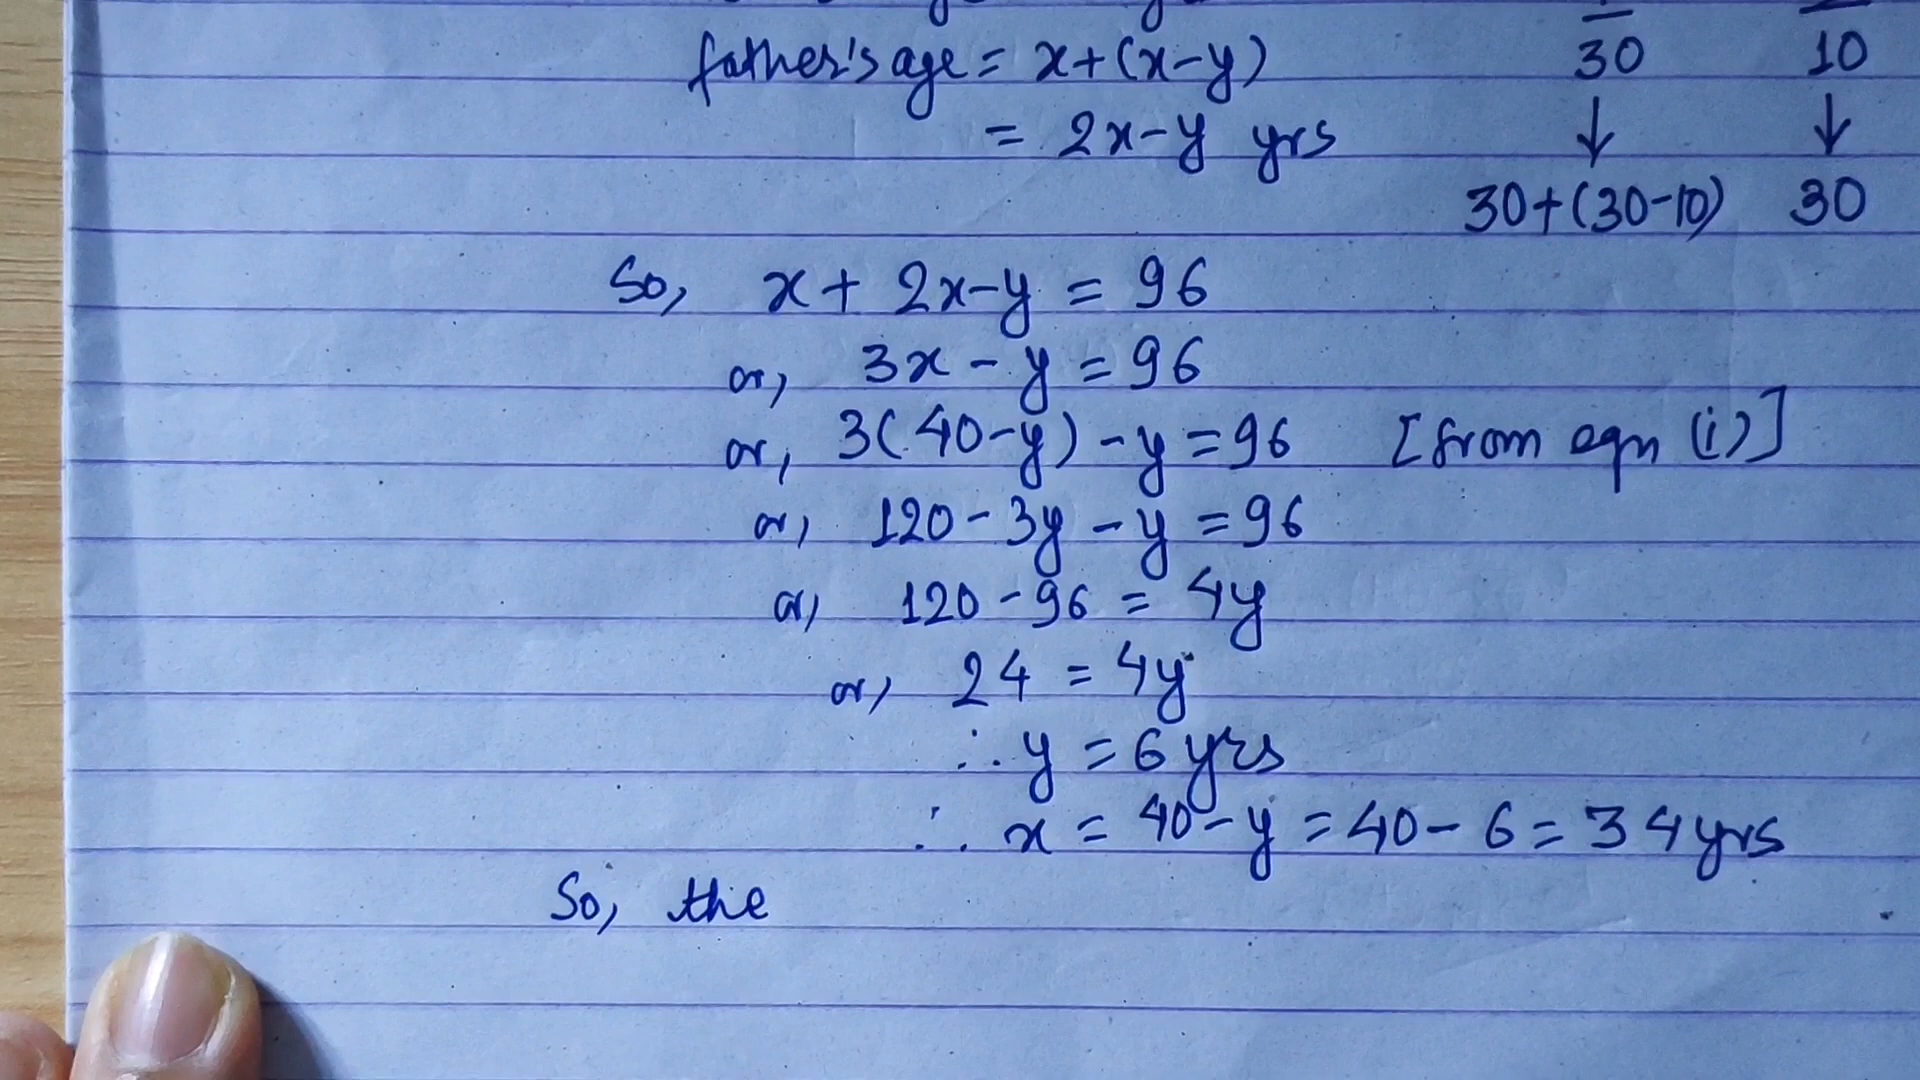 father's age = x+(x-y) 30 10
= 2x-y yrs ↓ ↓
30+(30-10) 30
So, x + 2x-y = 96
or, 3x - y = 96
or, 3(40-y) - y = 96 [from eqn (i)]
or, 120 - 3y - y = 96
or, 120 - 96 = 4y
or, 24 = 4y
∴ y = 6 yrs
∴ x = 40 - y = 40 - 6 = 34 yrs
So, the